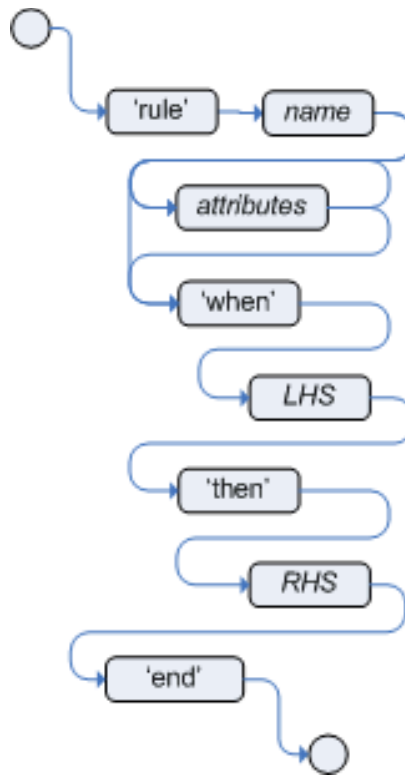 ‘rule’ name
attributes
‘when’
LHS
‘then’
RHS
‘end’